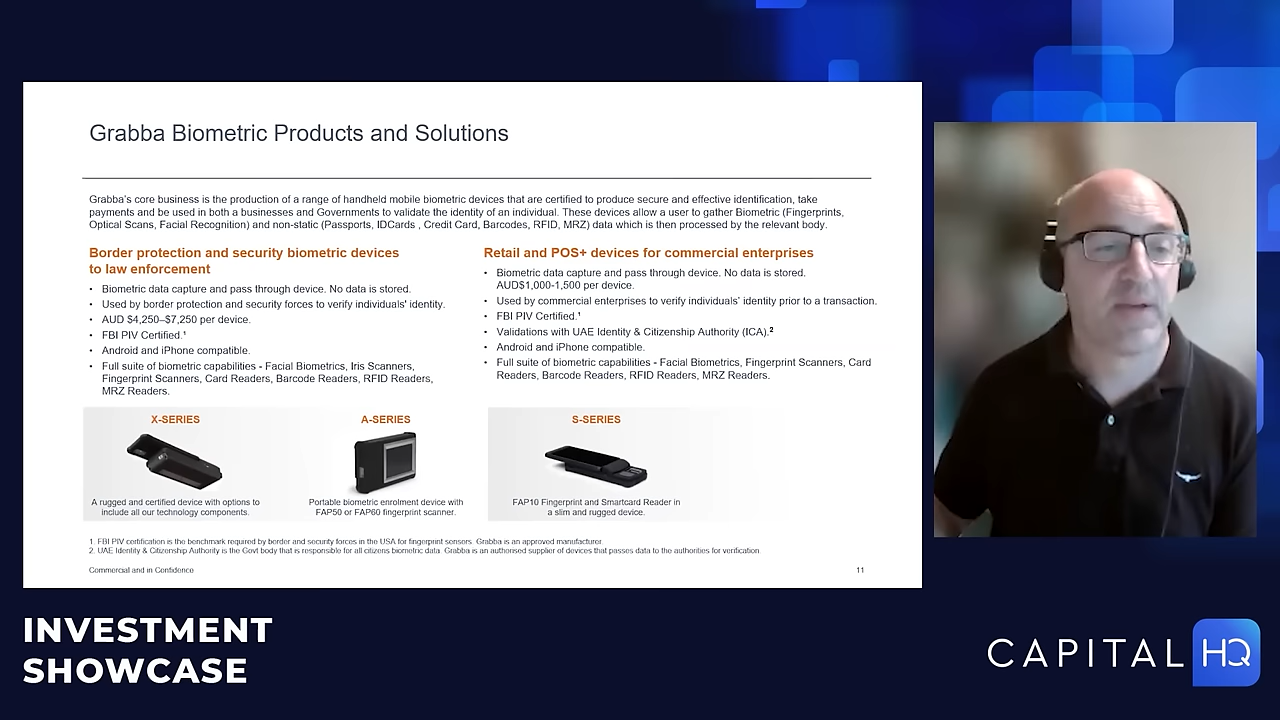 Grabba Biometric Products and Solutions
Grabba's core business is the production of a range of handheld mobile biometric devices that are certified to produce secure and effective identification, take
payments and be used in both a businesses and Governments to validate the identity of an individual. These devices allow a user to gather Biometric (Fingerprints,
Optical Scans, Facial Recognition) and non-static (Passports, IDCards , Credit Card, Barcodes, RFID, MRZ) data which is then processed by the relevant body.
Border protection and security biometric devices
to law enforcement
• Biometric data capture and pass through device. No data is stored.
• Used by border protection and security forces to verify individuals' identity.
• AUD $4,250–$7,250 per device.
• FBI PIV Certified.¹
• Android and iPhone compatible.
• Full suite of biometric capabilities - Facial Biometrics, Iris Scanners,
Fingerprint Scanners, Card Readers, Barcode Readers, RFID Readers,
MRZ Readers.
Retail and POS+ devices for commercial enterprises
• Biometric data capture and pass through device. No data is stored.
AUD$1,000-1,500 per device.
• Used by commercial enterprises to verify individuals' identity prior to a transaction.
• FBI PIV Certified.¹
• Validations with UAE Identity & Citizenship Authority (ICA).²
• Android and iPhone compatible.
• Full suite of biometric capabilities - Facial Biometrics, Fingerprint Scanners, Card
Readers, Barcode Readers, RFID Readers, MRZ Readers.
X-SERIES
A rugged and certified device with options to
include all our technology components.
A-SERIES
Portable biometric enrolment device with
FAP50 or FAP60 fingerprint scanner.
S-SERIES
FAP10 Fingerprint and Smartcard Reader in
a slim and rugged device.
1. FBI PIV certification is the benchmark required by border and security forces in the USA for fingerprint sensors. Grabba is an approved manufacturer.
2. UAE Identity & Citizenship Authority is the Govt body that is responsible for all citizens biometric data. Grabba is an authorised supplier of devices that passes data to the authorities for verification.
Commercial and in Confidence
11
INVESTMENT
SHOWCASE
CAPITAL HQ